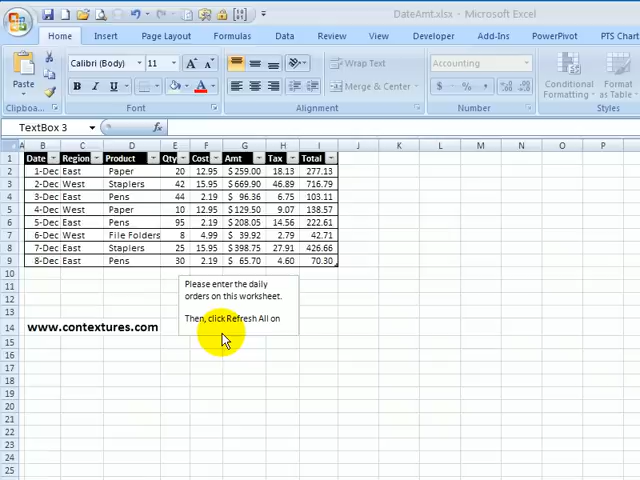 DateAmt.xlsx - Microsoft Excel
Home Insert Page Layout Formulas Data Review View Developer Add-Ins PowerPivot PTS Chart
Paste
Calibri (Body) 11
B I U
A A
Wrap Text
Merge & Center
Accounting
$ % ,
Conditional Formatting
Format as Table
Clipboa... Font Alignment Number Styles
TextBox 3 fx
A B C D E F G H I J K L M N O P
1 Date Region Product Qty Cost Amt Tax Total
2 1-Dec East Paper 20 12.95 $ 259.00 18.13 277.13
3 2-Dec West Staplers 42 15.95 $ 669.90 46.89 716.79
4 3-Dec East Pens 44 2.19 $ 96.36 6.75 103.11
5 4-Dec West Paper 10 12.95 $ 129.50 9.07 138.57
6 5-Dec East Pens 95 2.19 $ 208.05 14.56 222.61
7 6-Dec West File Folders 8 4.99 $ 39.92 2.79 42.71
8 7-Dec East Staplers 25 15.95 $ 398.75 27.91 426.66
9 8-Dec East Pens 30 2.19 $ 65.70 4.60 70.30
10
11
12
13
14
15
16
17
18
19
20
21
22
23
24
25
Please enter the daily
orders on this worksheet.
Then, click Refresh All on
www.contextures.com